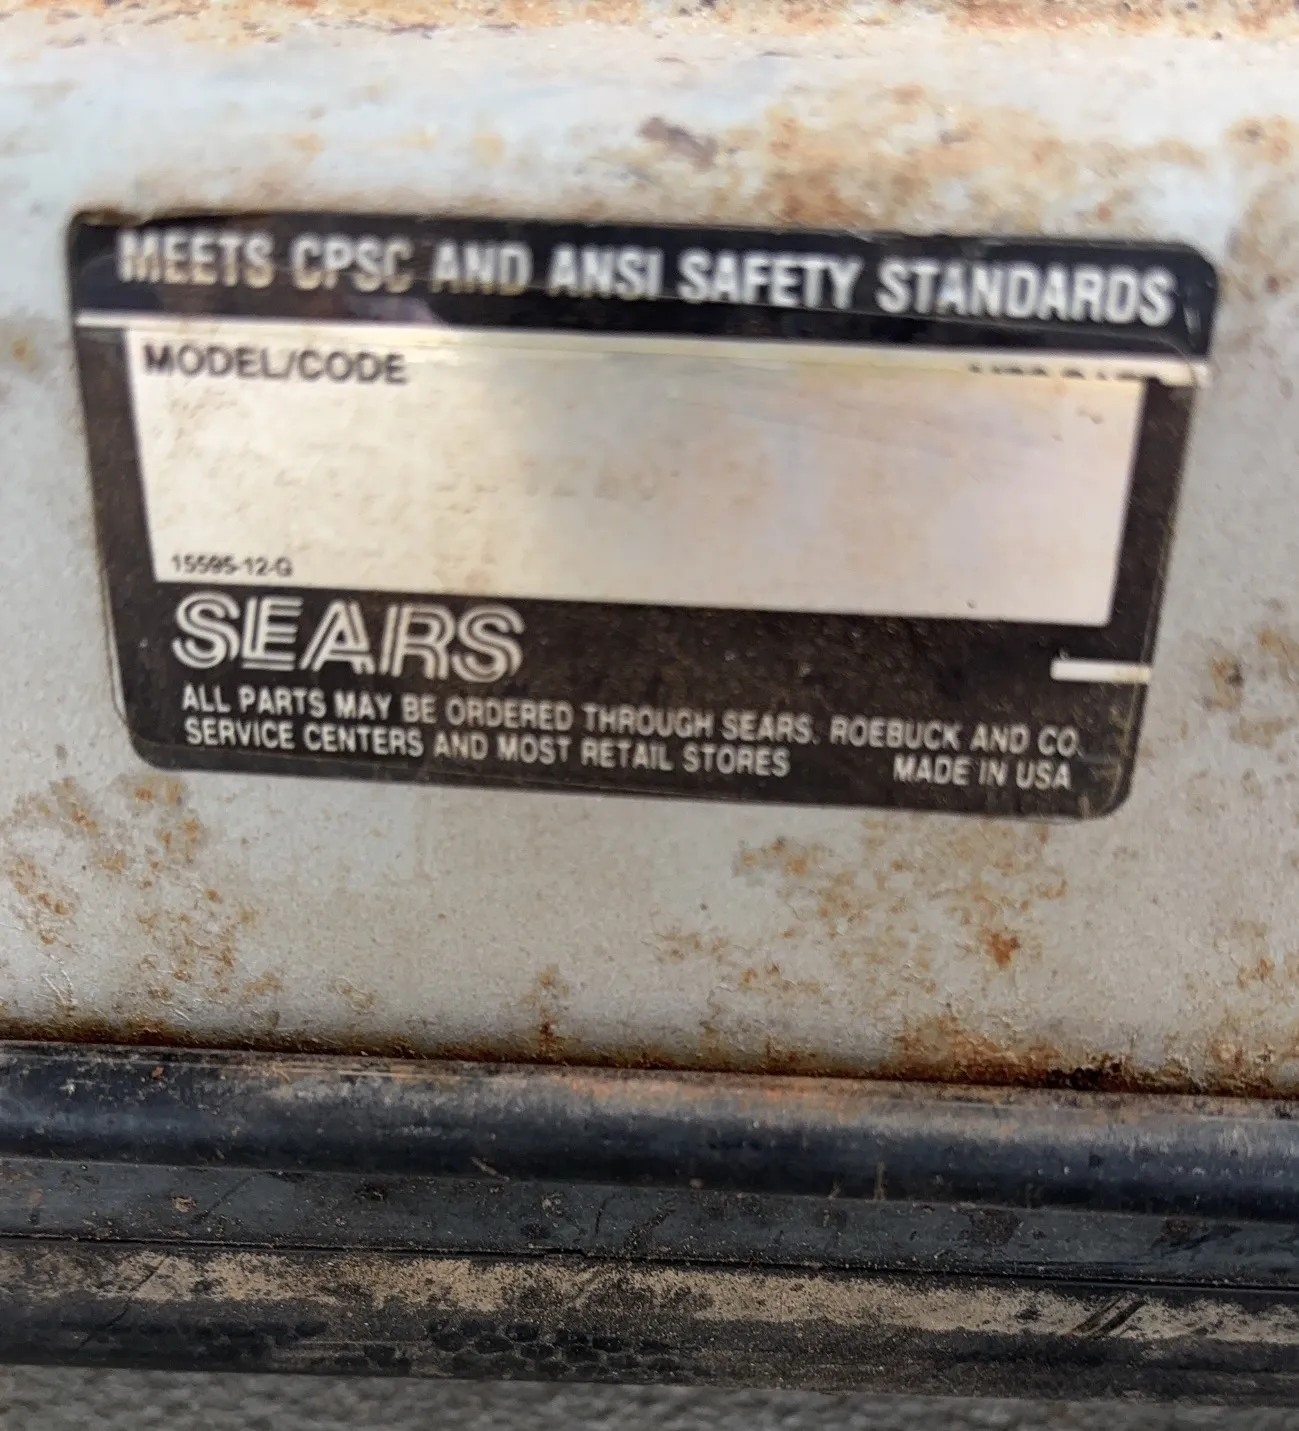 MEETS CPSC AND ANSI SAFETY STANDARDS
MODEL/CODE
15595-12-G
SEARS
ALL PARTS MAY BE ORDERED THROUGH SEARS, ROEBUCK AND CO.
SERVICE CENTERS AND MOST RETAIL STORES
MADE IN USA